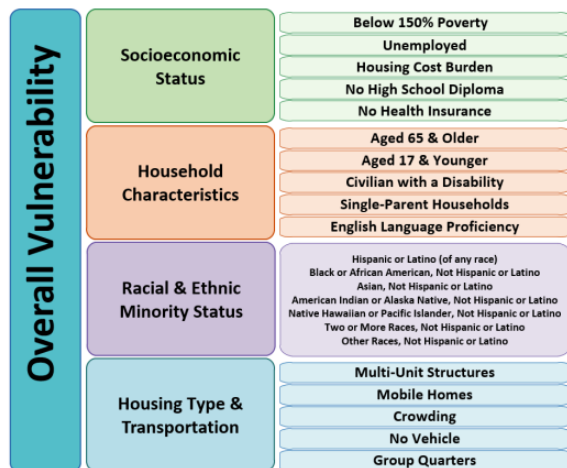 Overall Vulnerability
Socioeconomic
Status
Below 150% Poverty
Unemployed
Housing Cost Burden
No High School Diploma
No Health Insurance
Household
Characteristics
Aged 65 & Older
Aged 17 & Younger
Civilian with a Disability
Single-Parent Households
English Language Proficiency
Racial & Ethnic
Minority Status
Hispanic or Latino (of any race)
Black or African American, Not Hispanic or Latino
Asian, Not Hispanic or Latino
American Indian or Alaska Native, Not Hispanic or Latino
Native Hawaiian or Pacific Islander, Not Hispanic or Latino
Two or More Races, Not Hispanic or Latino
Other Races, Not Hispanic or Latino
Housing Type &
Transportation
Multi-Unit Structures
Mobile Homes
Crowding
No Vehicle
Group Quarters